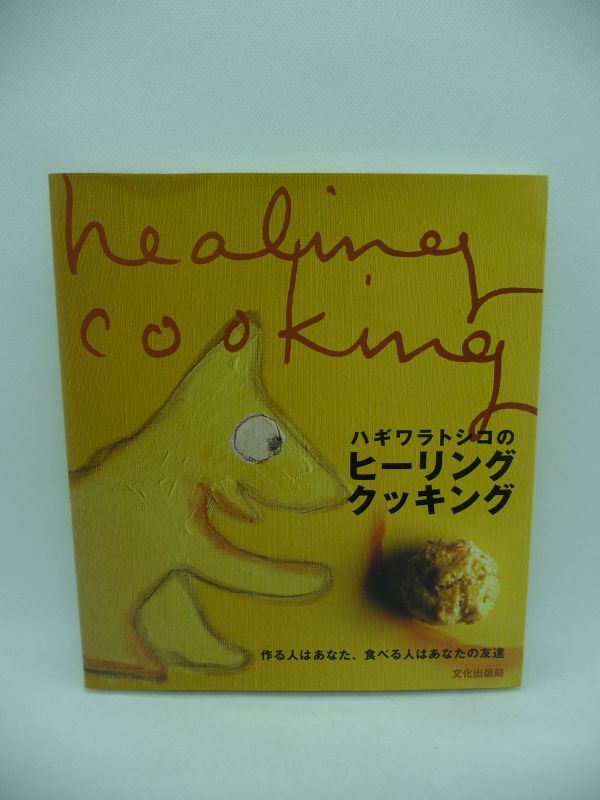 healing
cooking
ハギワラトシコの
ヒーリング
クッキング
作る人はあなた、食べる人はあなたの友達
文化出版局